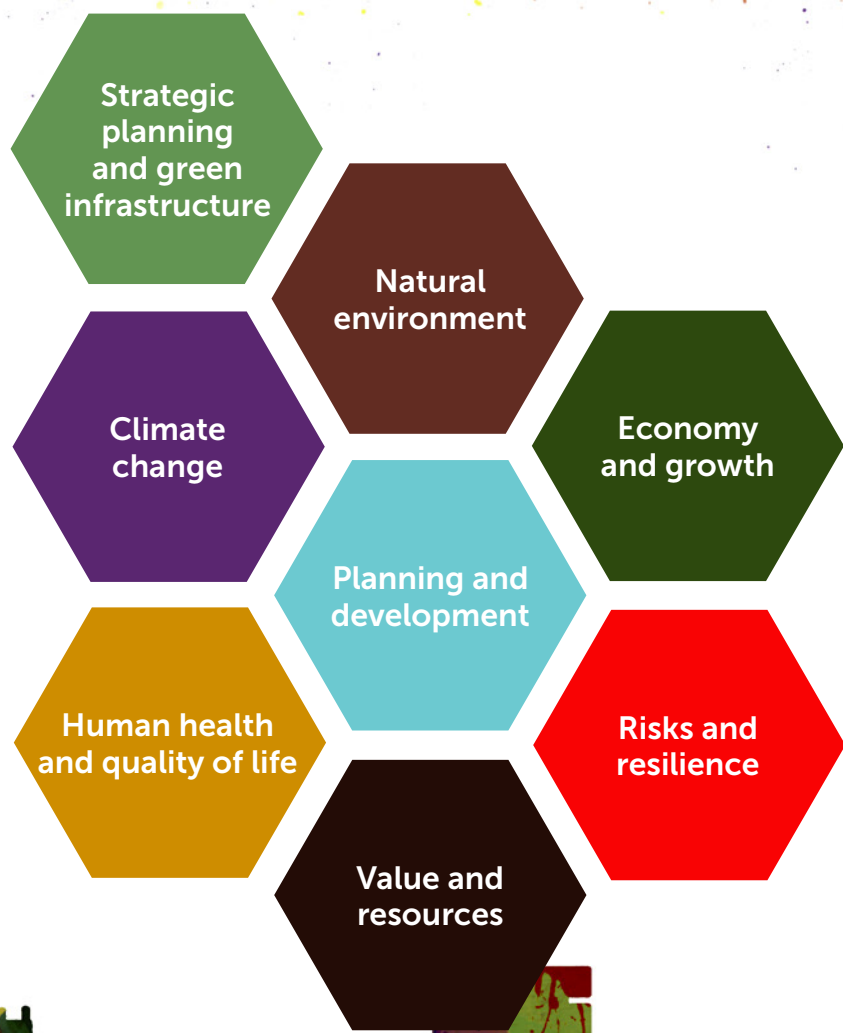 Strategic
planning
and green
infrastructure
Natural
environment
Climate
change
Economy
and growth
Planning and
development
Human health
and quality of life
Risks and
resilience
Value and
resources